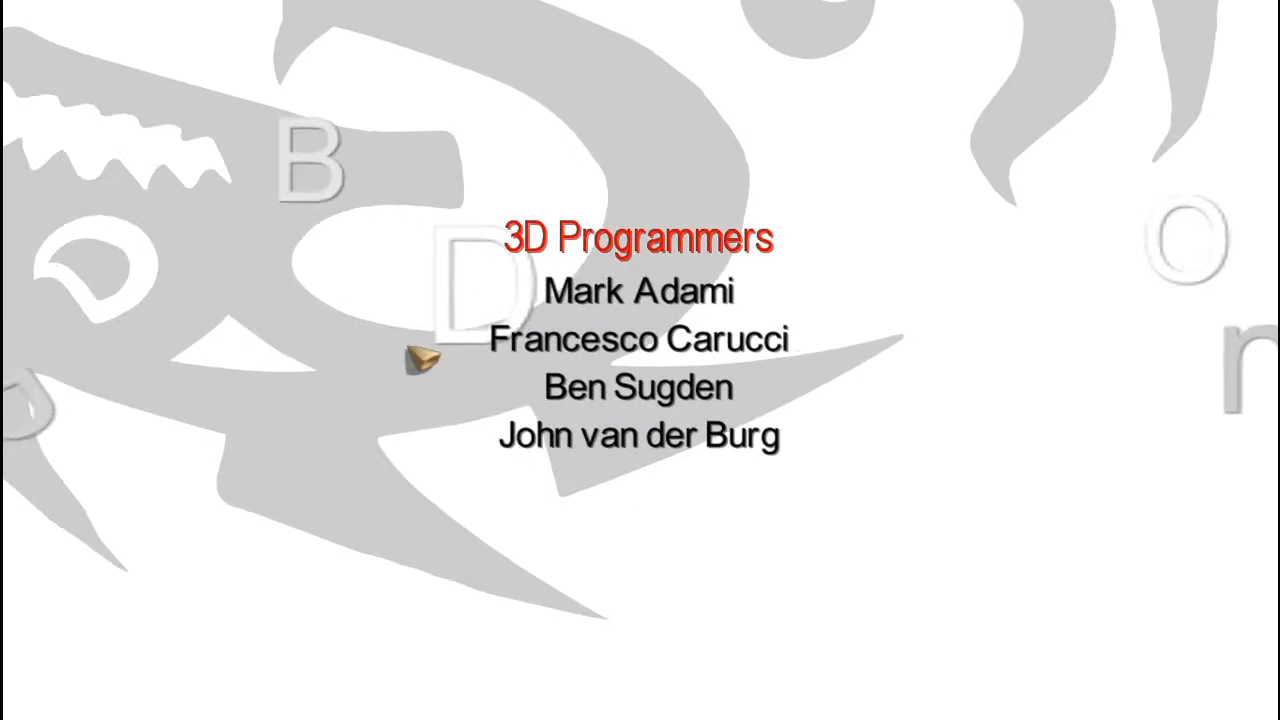 B
D
o
n
3D Programmers
Mark Adami
Francesco Carucci
Ben Sugden
John van der Burg